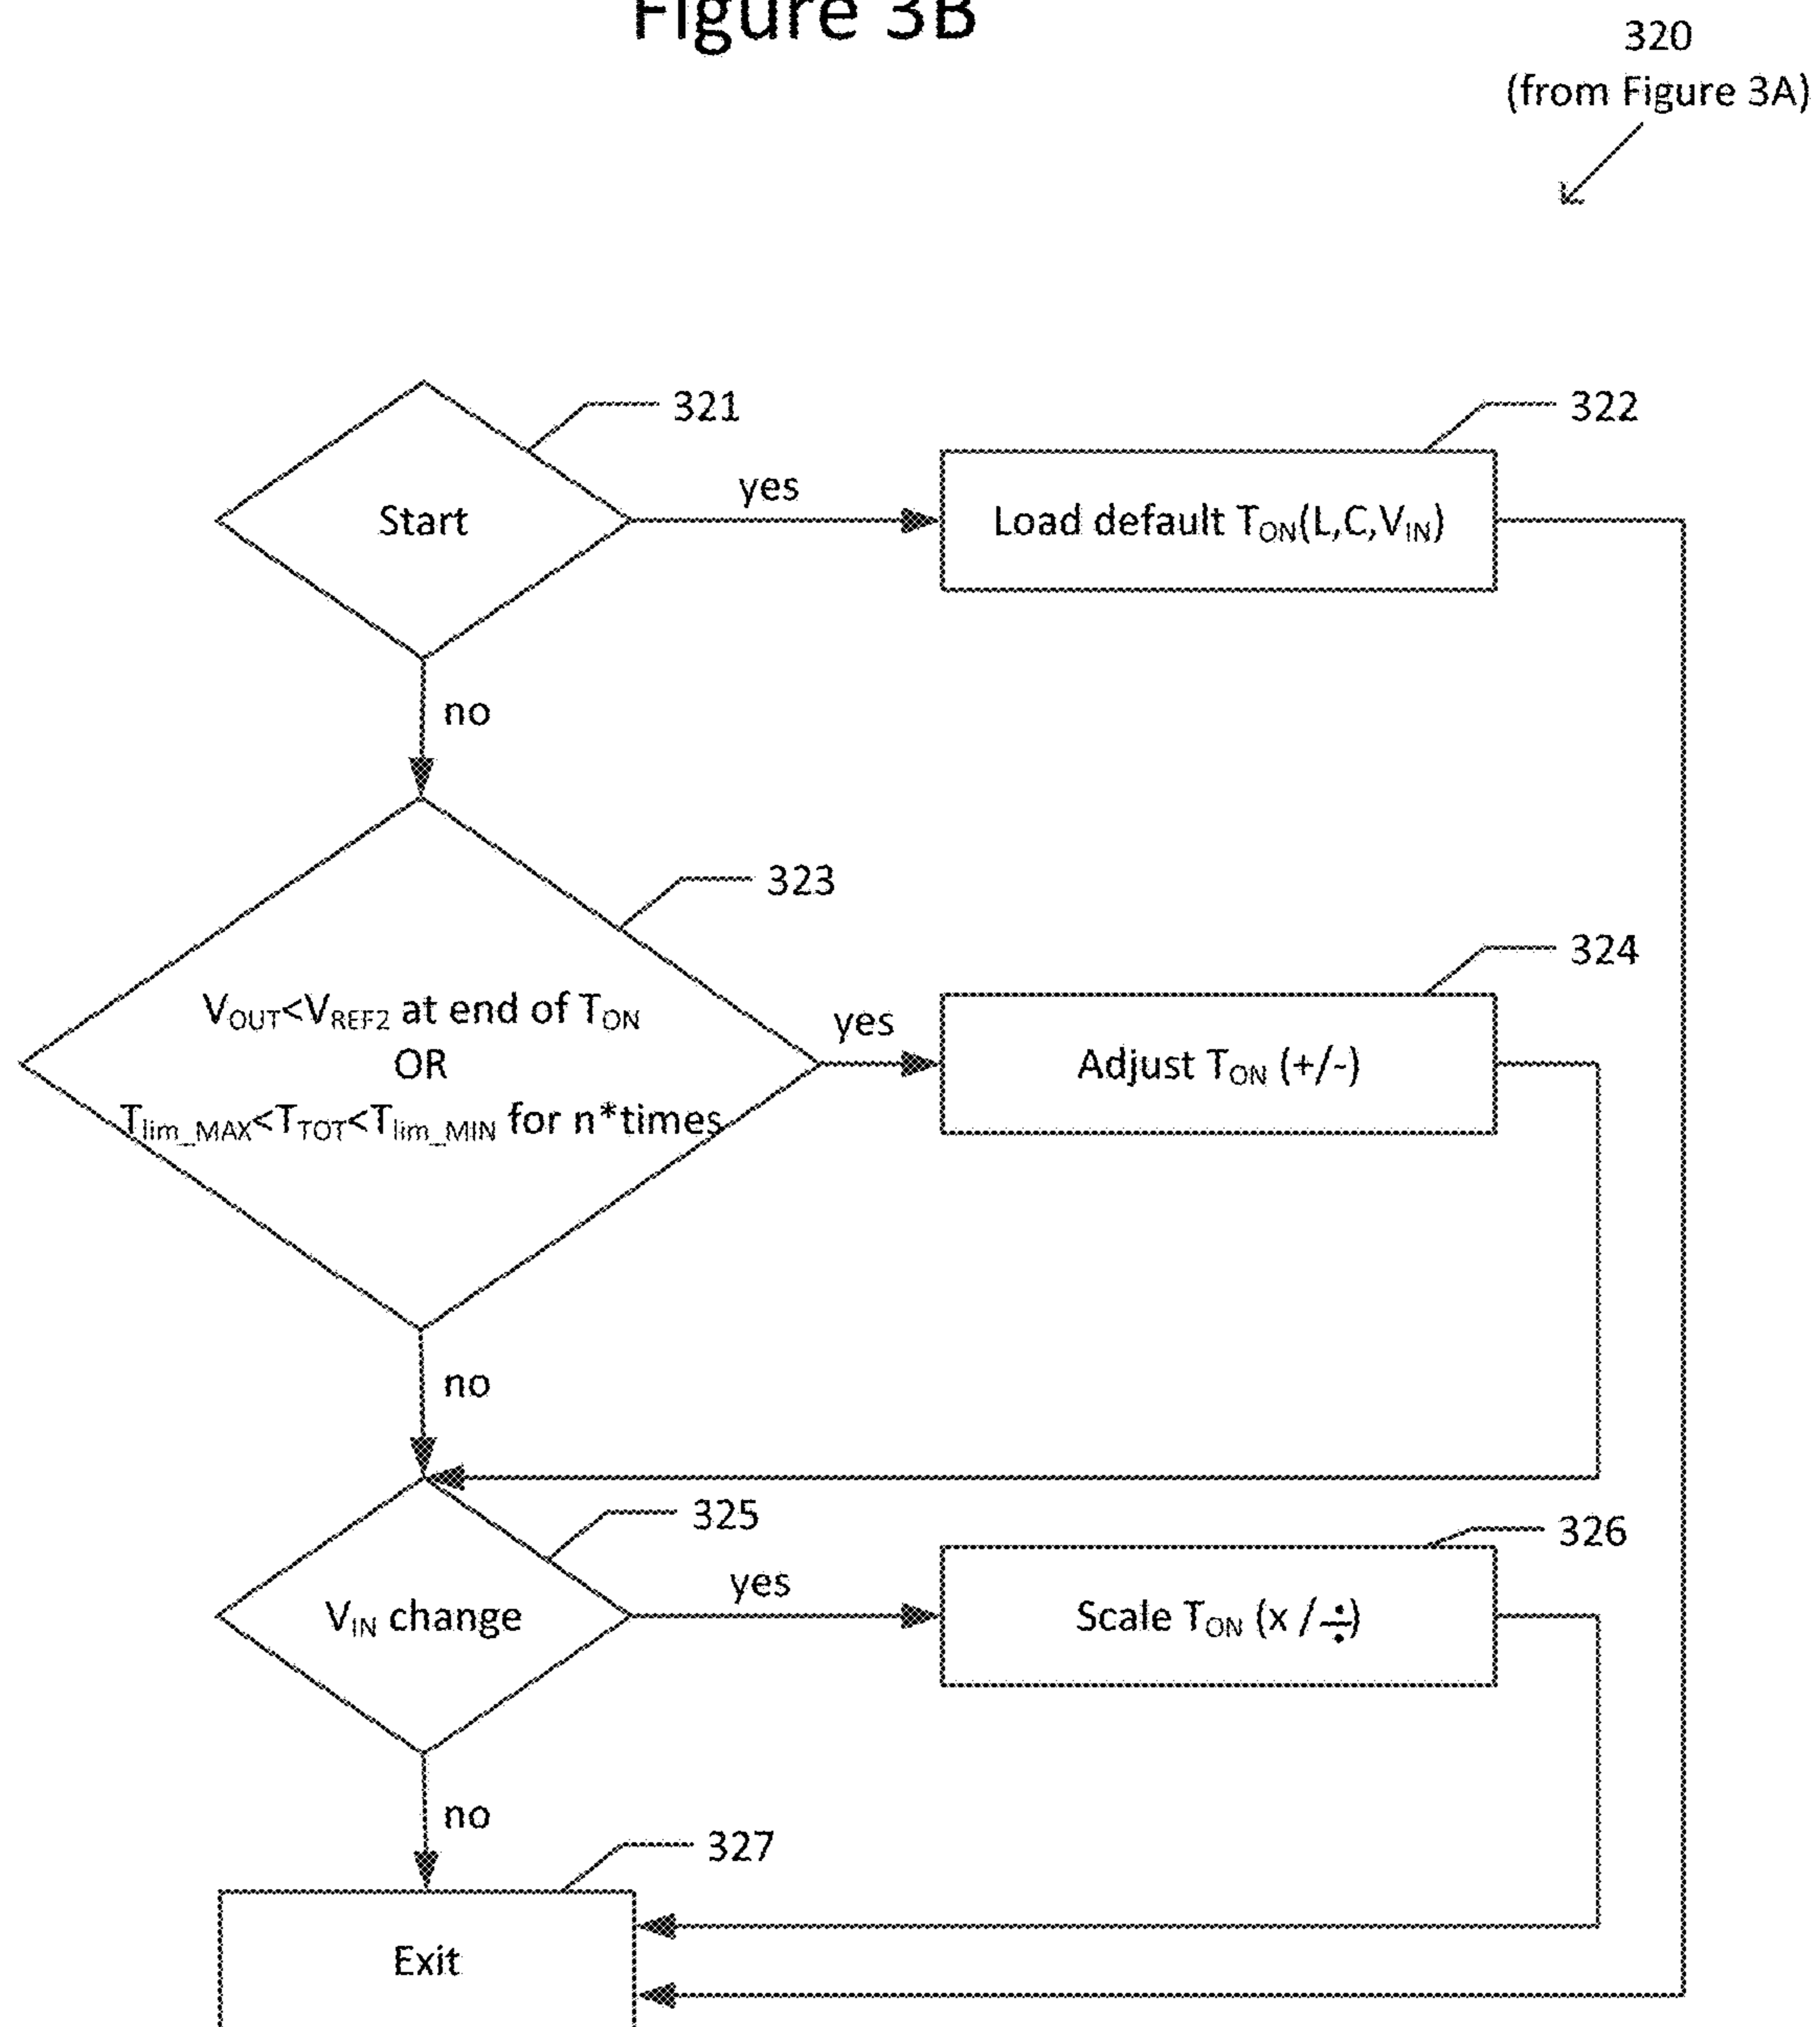 Figure 3B
320
(from Figure 3A)
321
322
Start
yes
Load default TON(L,C,VIN)
no
323
324
VOUT<VREF2 at end of TON
OR
Tlim_MAX<TTOT<Tlim_MIN for n*times
yes
Adjust TON (+/-)
no
325
326
VIN change
yes
Scale TON (x /÷)
no
327
Exit